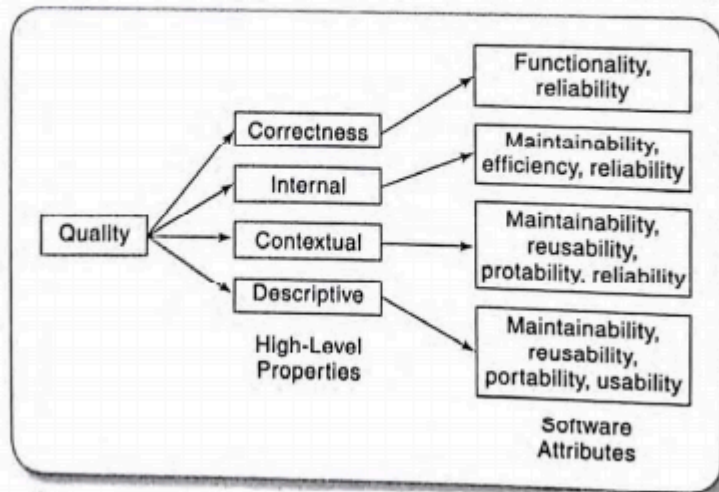 Quality
Correctness
Internal
Contextual
Descriptive
High-Level
Properties
Functionality,
reliability
Maintainability,
efficiency, reliability
Maintainability,
reusability,
protability, reliability
Maintainability,
reusability,
portability, usability
Software
Attributes